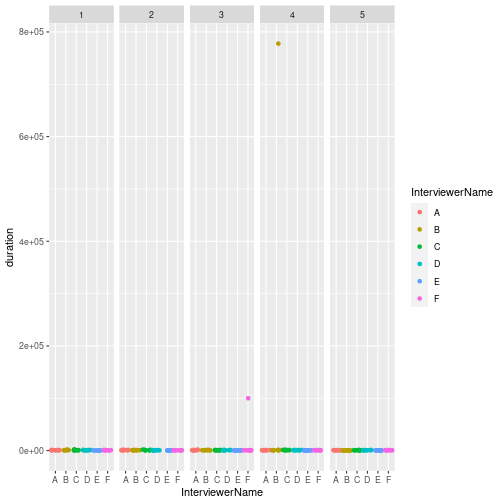 1 2 3 4 5
8e+05
6e+05
4e+05
2e+05
0e+00
duration
A B C D E F A B C D E F A B C D E F A B C D E F A B C D E F
InterviewerName
InterviewerName
A
B
C
D
E
F